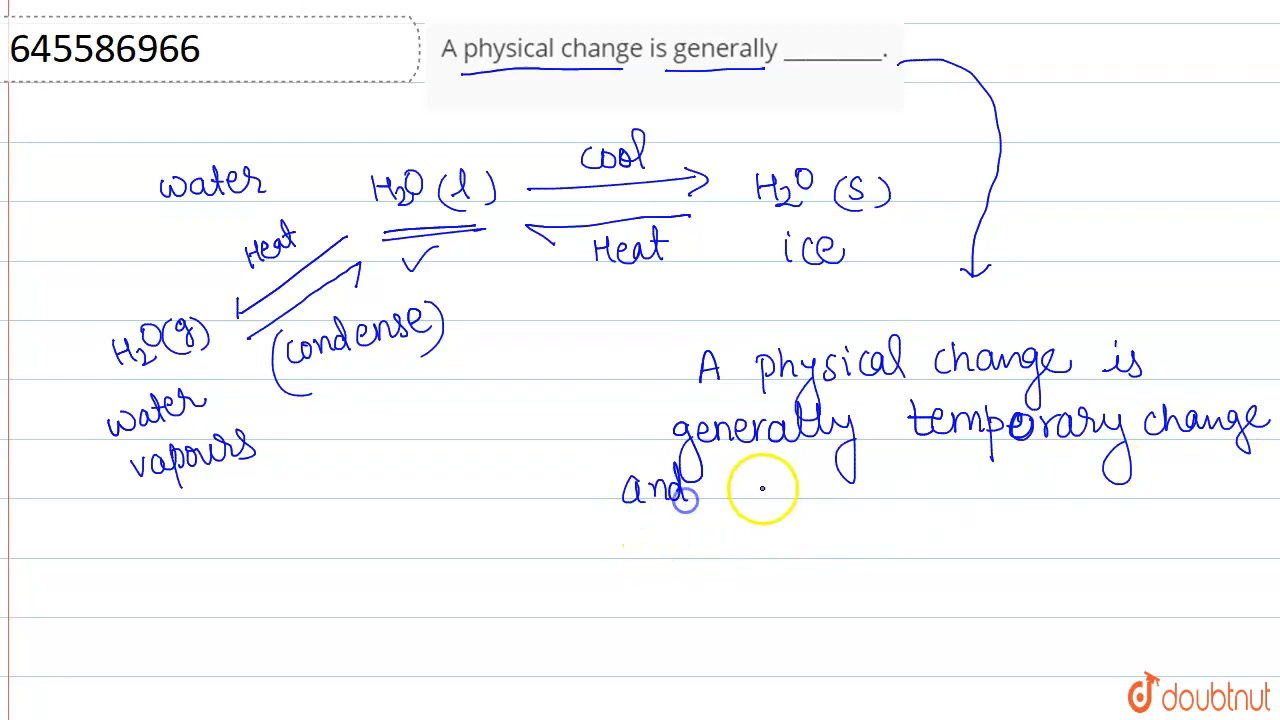 645586966
A physical change is generally ________.
water
H2O (l)
cool
H2O (s)
Heat
ice
Heat
H2O(g)
(condense)
water
vapours
A physical change is
generally temporary change
and
doubtnut